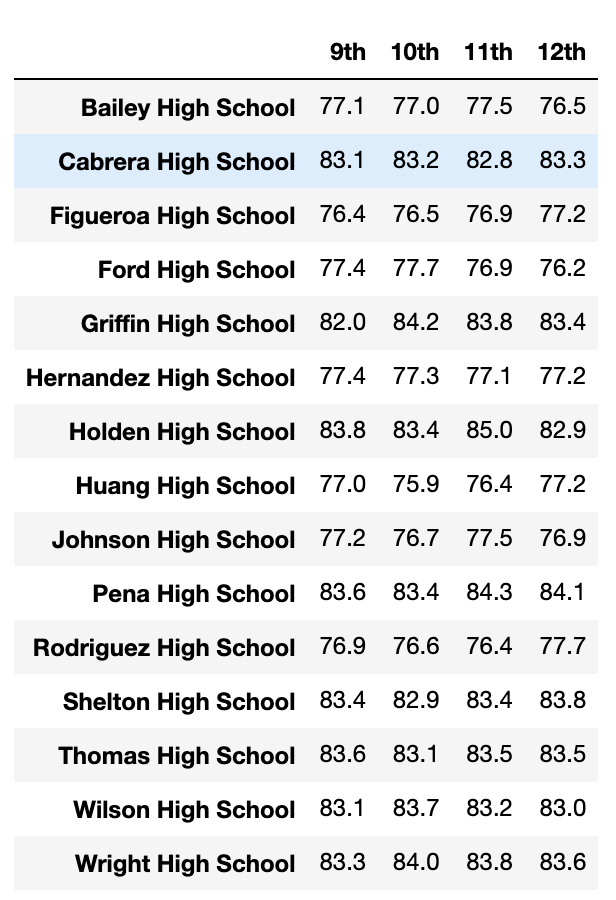 9th 10th 11th 12th
Bailey High School 77.1 77.0 77.5 76.5
Cabrera High School 83.1 83.2 82.8 83.3
Figueroa High School 76.4 76.5 76.9 77.2
Ford High School 77.4 77.7 76.9 76.2
Griffin High School 82.0 84.2 83.8 83.4
Hernandez High School 77.4 77.3 77.1 77.2
Holden High School 83.8 83.4 85.0 82.9
Huang High School 77.0 75.9 76.4 77.2
Johnson High School 77.2 76.7 77.5 76.9
Pena High School 83.6 83.4 84.3 84.1
Rodriguez High School 76.9 76.6 76.4 77.7
Shelton High School 83.4 82.9 83.4 83.8
Thomas High School 83.6 83.1 83.5 83.5
Wilson High School 83.1 83.7 83.2 83.0
Wright High School 83.3 84.0 83.8 83.6